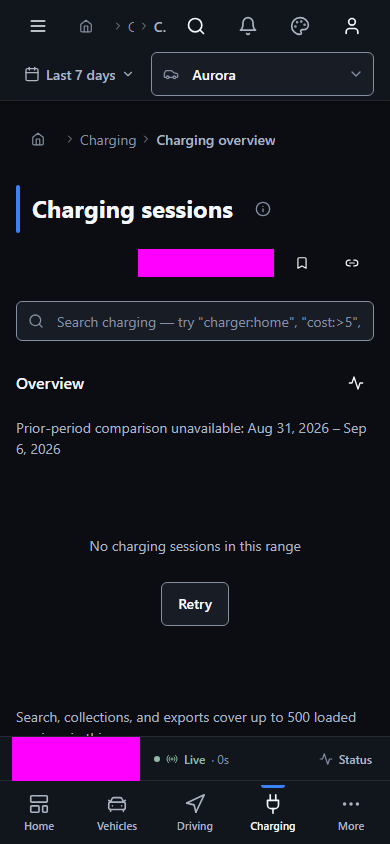 C.
Last 7 days
Aurora
Charging
Charging overview
Charging sessions
Search charging — try "charger:home", "cost:>5",
Overview
Prior-period comparison unavailable: Aug 31, 2026 – Sep
6, 2026
No charging sessions in this range
Retry
Search, collections, and exports cover up to 500 loaded
Live · 0s
Status
Home
Vehicles
Driving
Charging
More